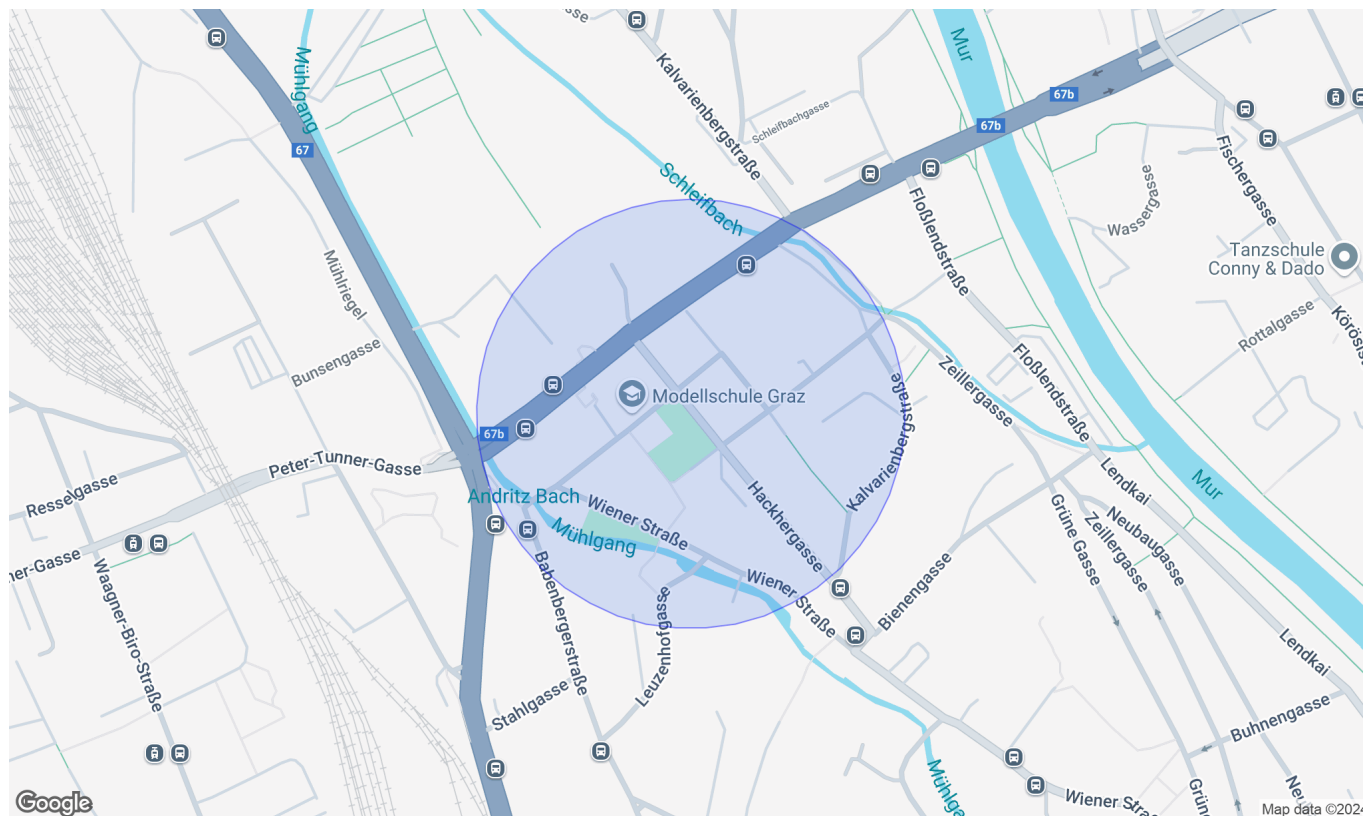 Mühlgang
Kalvarienbergstraße
Mur
67b
67b
67
Schleifbachgasse
Schleifbach
Floßlendstraße
Fischergasse
Wassergasse
Tanzschule
Conny & Dado
Mühlriegel
Bunsengasse
Rottalgasse
Modellschule Graz
Zeillergasse
Floßlendstraße
Kalvarienbergstraße
67b
Peter-Tunner-Gasse
Resselgasse
Andritz Bach
Wiener Straße
Mühlgang
Hackhergasse
Lendkai
Mur
Grüne Gasse
Zeillergasse
Neubaugasse
Waagner-Biro-Straße
Babenbergerstraße
Leuzenhofgasse
Wiener Straße
Bienengasse
Lendkai
Stahlgasse
Buhnengasse
Google
Map data ©2024